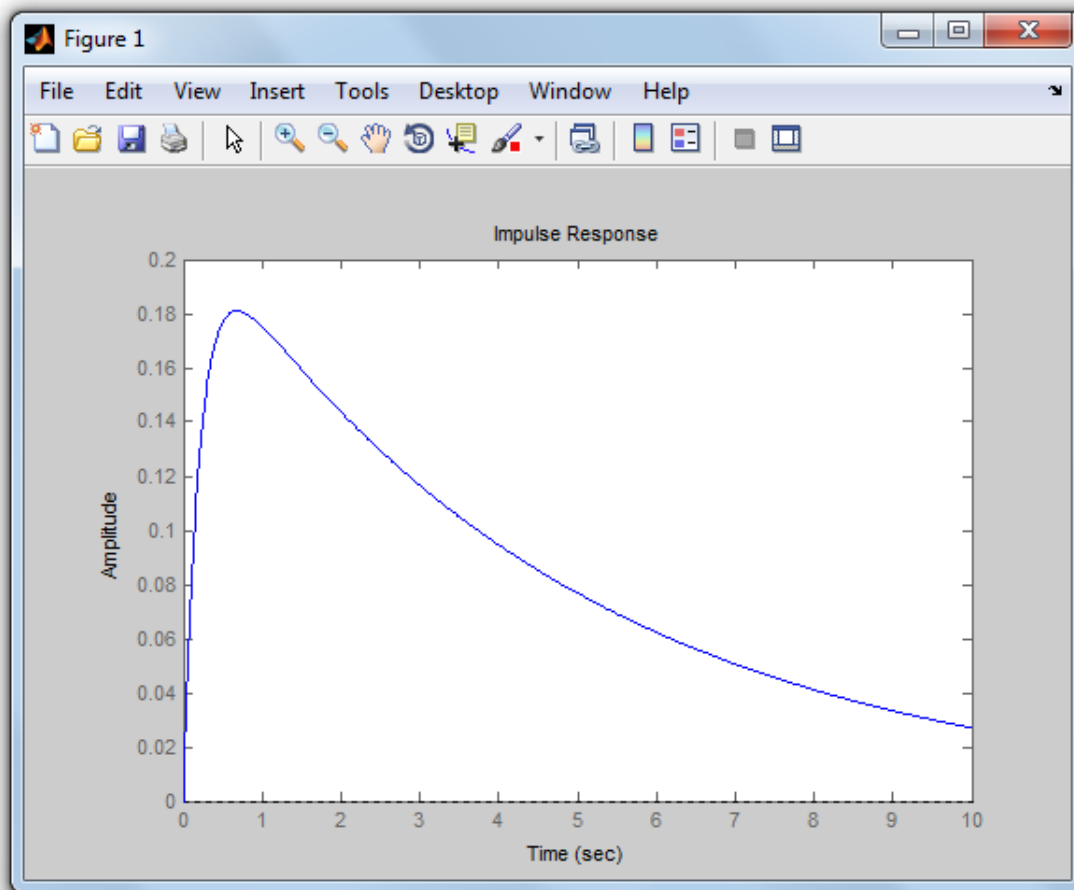 Figure 1
File Edit View Insert Tools Desktop Window Help
Impulse Response
0.2
0.18
0.16
0.14
0.12
0.1
0.08
0.06
0.04
0.02
0
Amplitude
0 1 2 3 4 5 6 7 8 9 10
Time (sec)